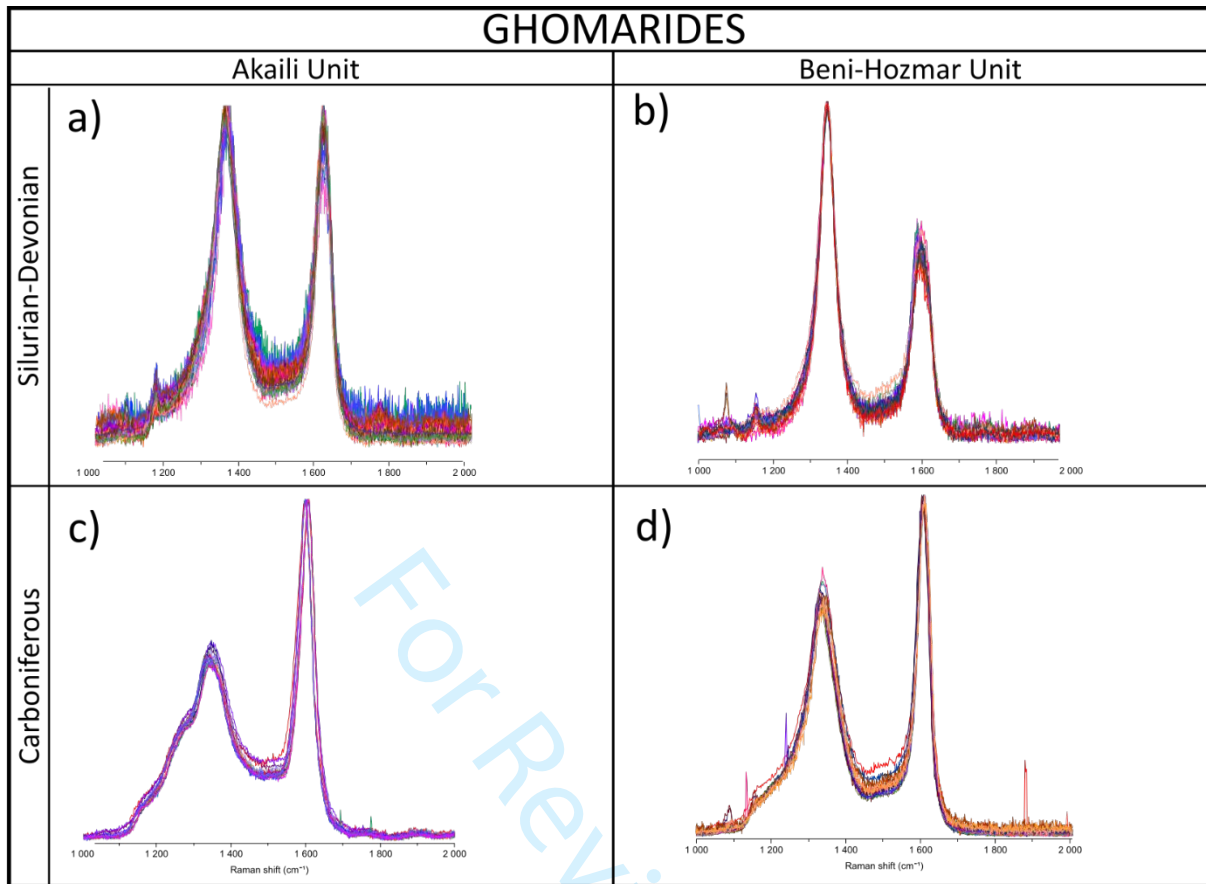 GHOMARIDES
Akaili Unit
Beni-Hozmar Unit
Silurian-Devonian
a)
1 000 1 200 1 400 1 600 1 800 2 000
b)
1 000 1 200 1 400 1 600 1 800 2 000
Carboniferous
c)
1 000 1 200 1 400 1 600 1 800 2 000
Raman shift (cm⁻¹)
d)
1 000 1 200 1 400 1 600 1 800 2 000
Raman shift (cm⁻¹)
For Revi